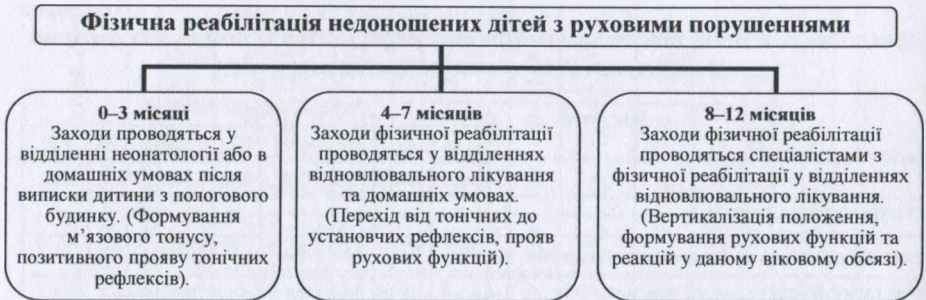 Фізична реабілітація недоношених дітей з руховими порушеннями
0–3 місяці
Заходи проводяться у
відділенні неонатології або в
домашніх умовах після
виписки дитини з пологового
будинку. (Формування
м’язового тонусу,
позитивного прояву тонічних
рефлексів).
4–7 місяців
Заходи фізичної реабілітації
проводяться у відділеннях
відновлювального лікування
та домашніх умовах.
(Перехід від тонічних до
установчих рефлексів, прояв
рухових функцій).
8–12 місяців
Заходи фізичної реабілітації
проводяться спеціалістами з
фізичної реабілітації у відділеннях
відновлювального лікування.
(Вертикалізація положення,
формування рухових функцій та
реакцій у даному віковому обсязі).